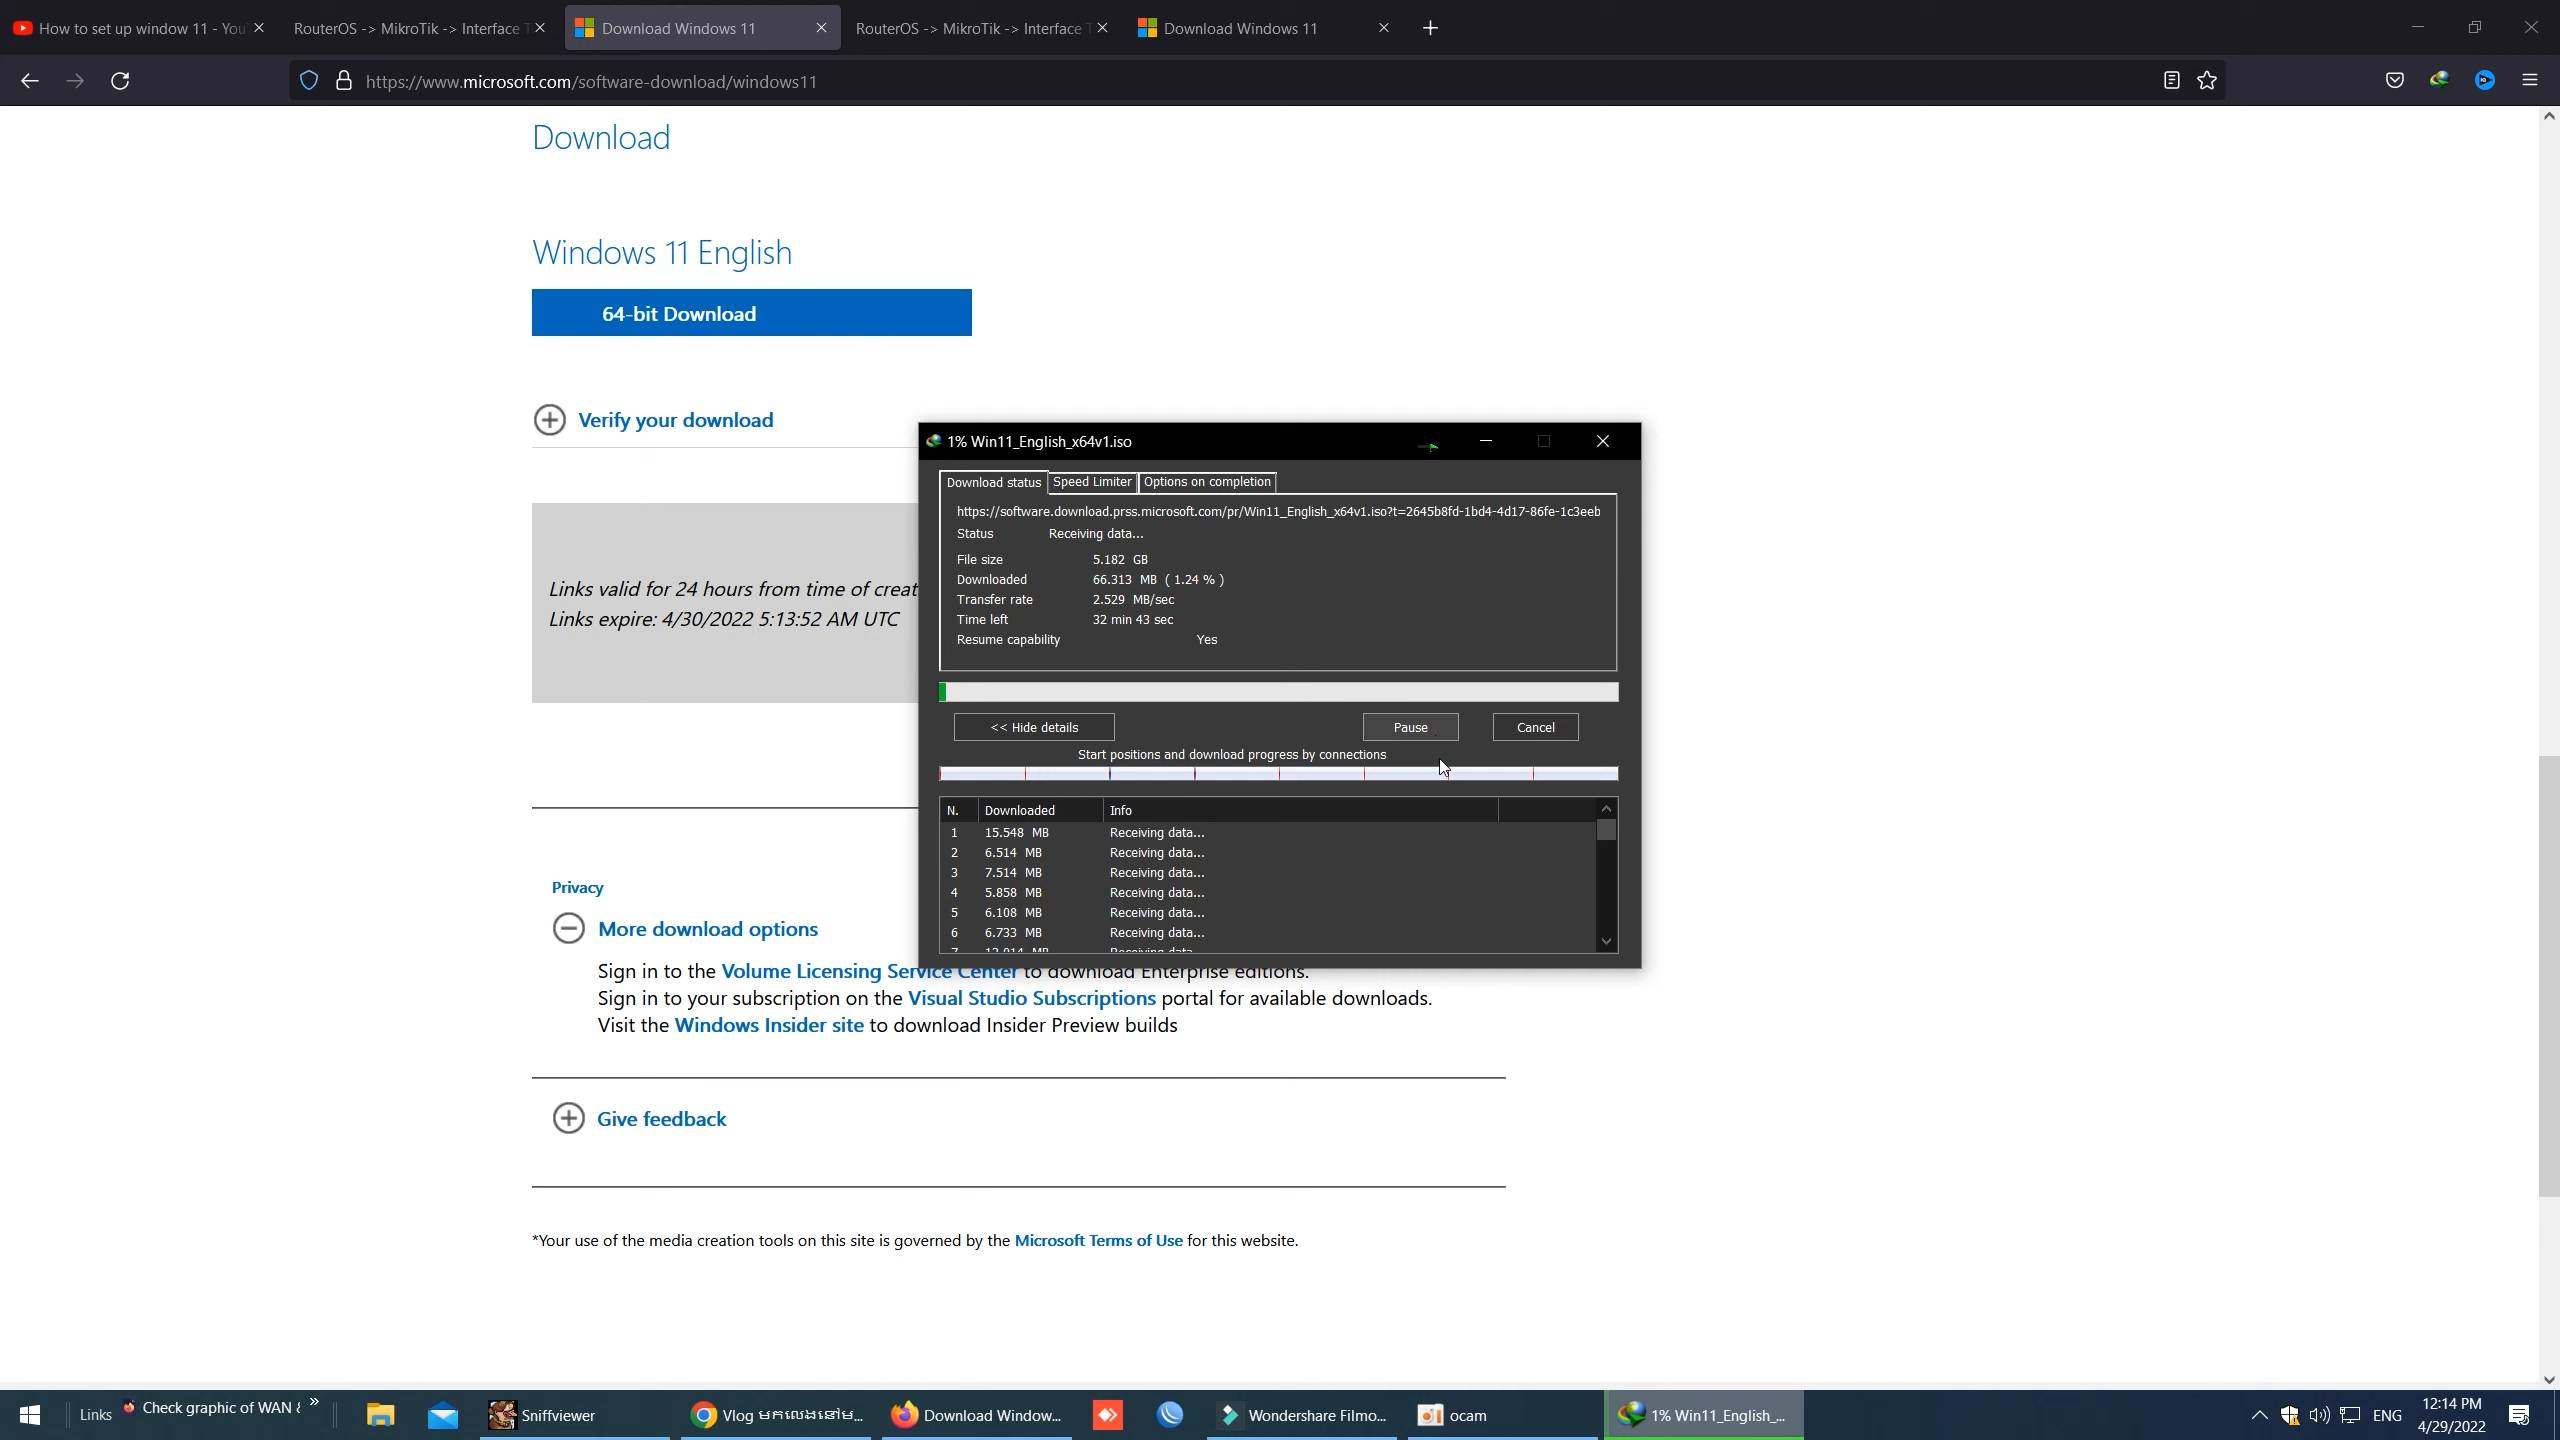 How to set up window 11 - You
RouterOS -> MikroTik -> Interface T
Download Windows 11
RouterOS -> MikroTik -> Interface T
Download Windows 11
https://www.microsoft.com/software-download/windows11
Download
Windows 11 English
64-bit Download
Verify your download
Links valid for 24 hours from time of creat
Links expire: 4/30/2022 5:13:52 AM UTC
1% Win11_English_x64v1.iso
Download status
Speed Limiter
Options on completion
https://software.download.prss.microsoft.com/pr/Win11_English_x64v1.iso?t=2645b8fd-1bd4-4d17-86fe-1c3eeb
Status Receiving data...
File size 5.182 GB
Downloaded 66.313 MB ( 1.24 % )
Transfer rate 2.529 MB/sec
Time left 32 min 43 sec
Resume capability Yes
<< Hide details
Pause
Cancel
Start positions and download progress by connections
N. Downloaded Info
1 15.548 MB Receiving data...
2 6.514 MB Receiving data...
3 7.514 MB Receiving data...
4 5.858 MB Receiving data...
5 6.108 MB Receiving data...
6 6.733 MB Receiving data...
Privacy
More download options
Sign in to the Volume Licensing Service Center to download Enterprise editions.
Sign in to your subscription on the Visual Studio Subscriptions portal for available downloads.
Visit the Windows Insider site to download Insider Preview builds
Give feedback
*Your use of the media creation tools on this site is governed by the Microsoft Terms of Use for this website.
Links
Check graphic of WAN &
»
Sniffviewer
Vlog
Download Window...
Wondershare Filmo...
ocam
1% Win11_English_...
ENG
12:14 PM
4/29/2022